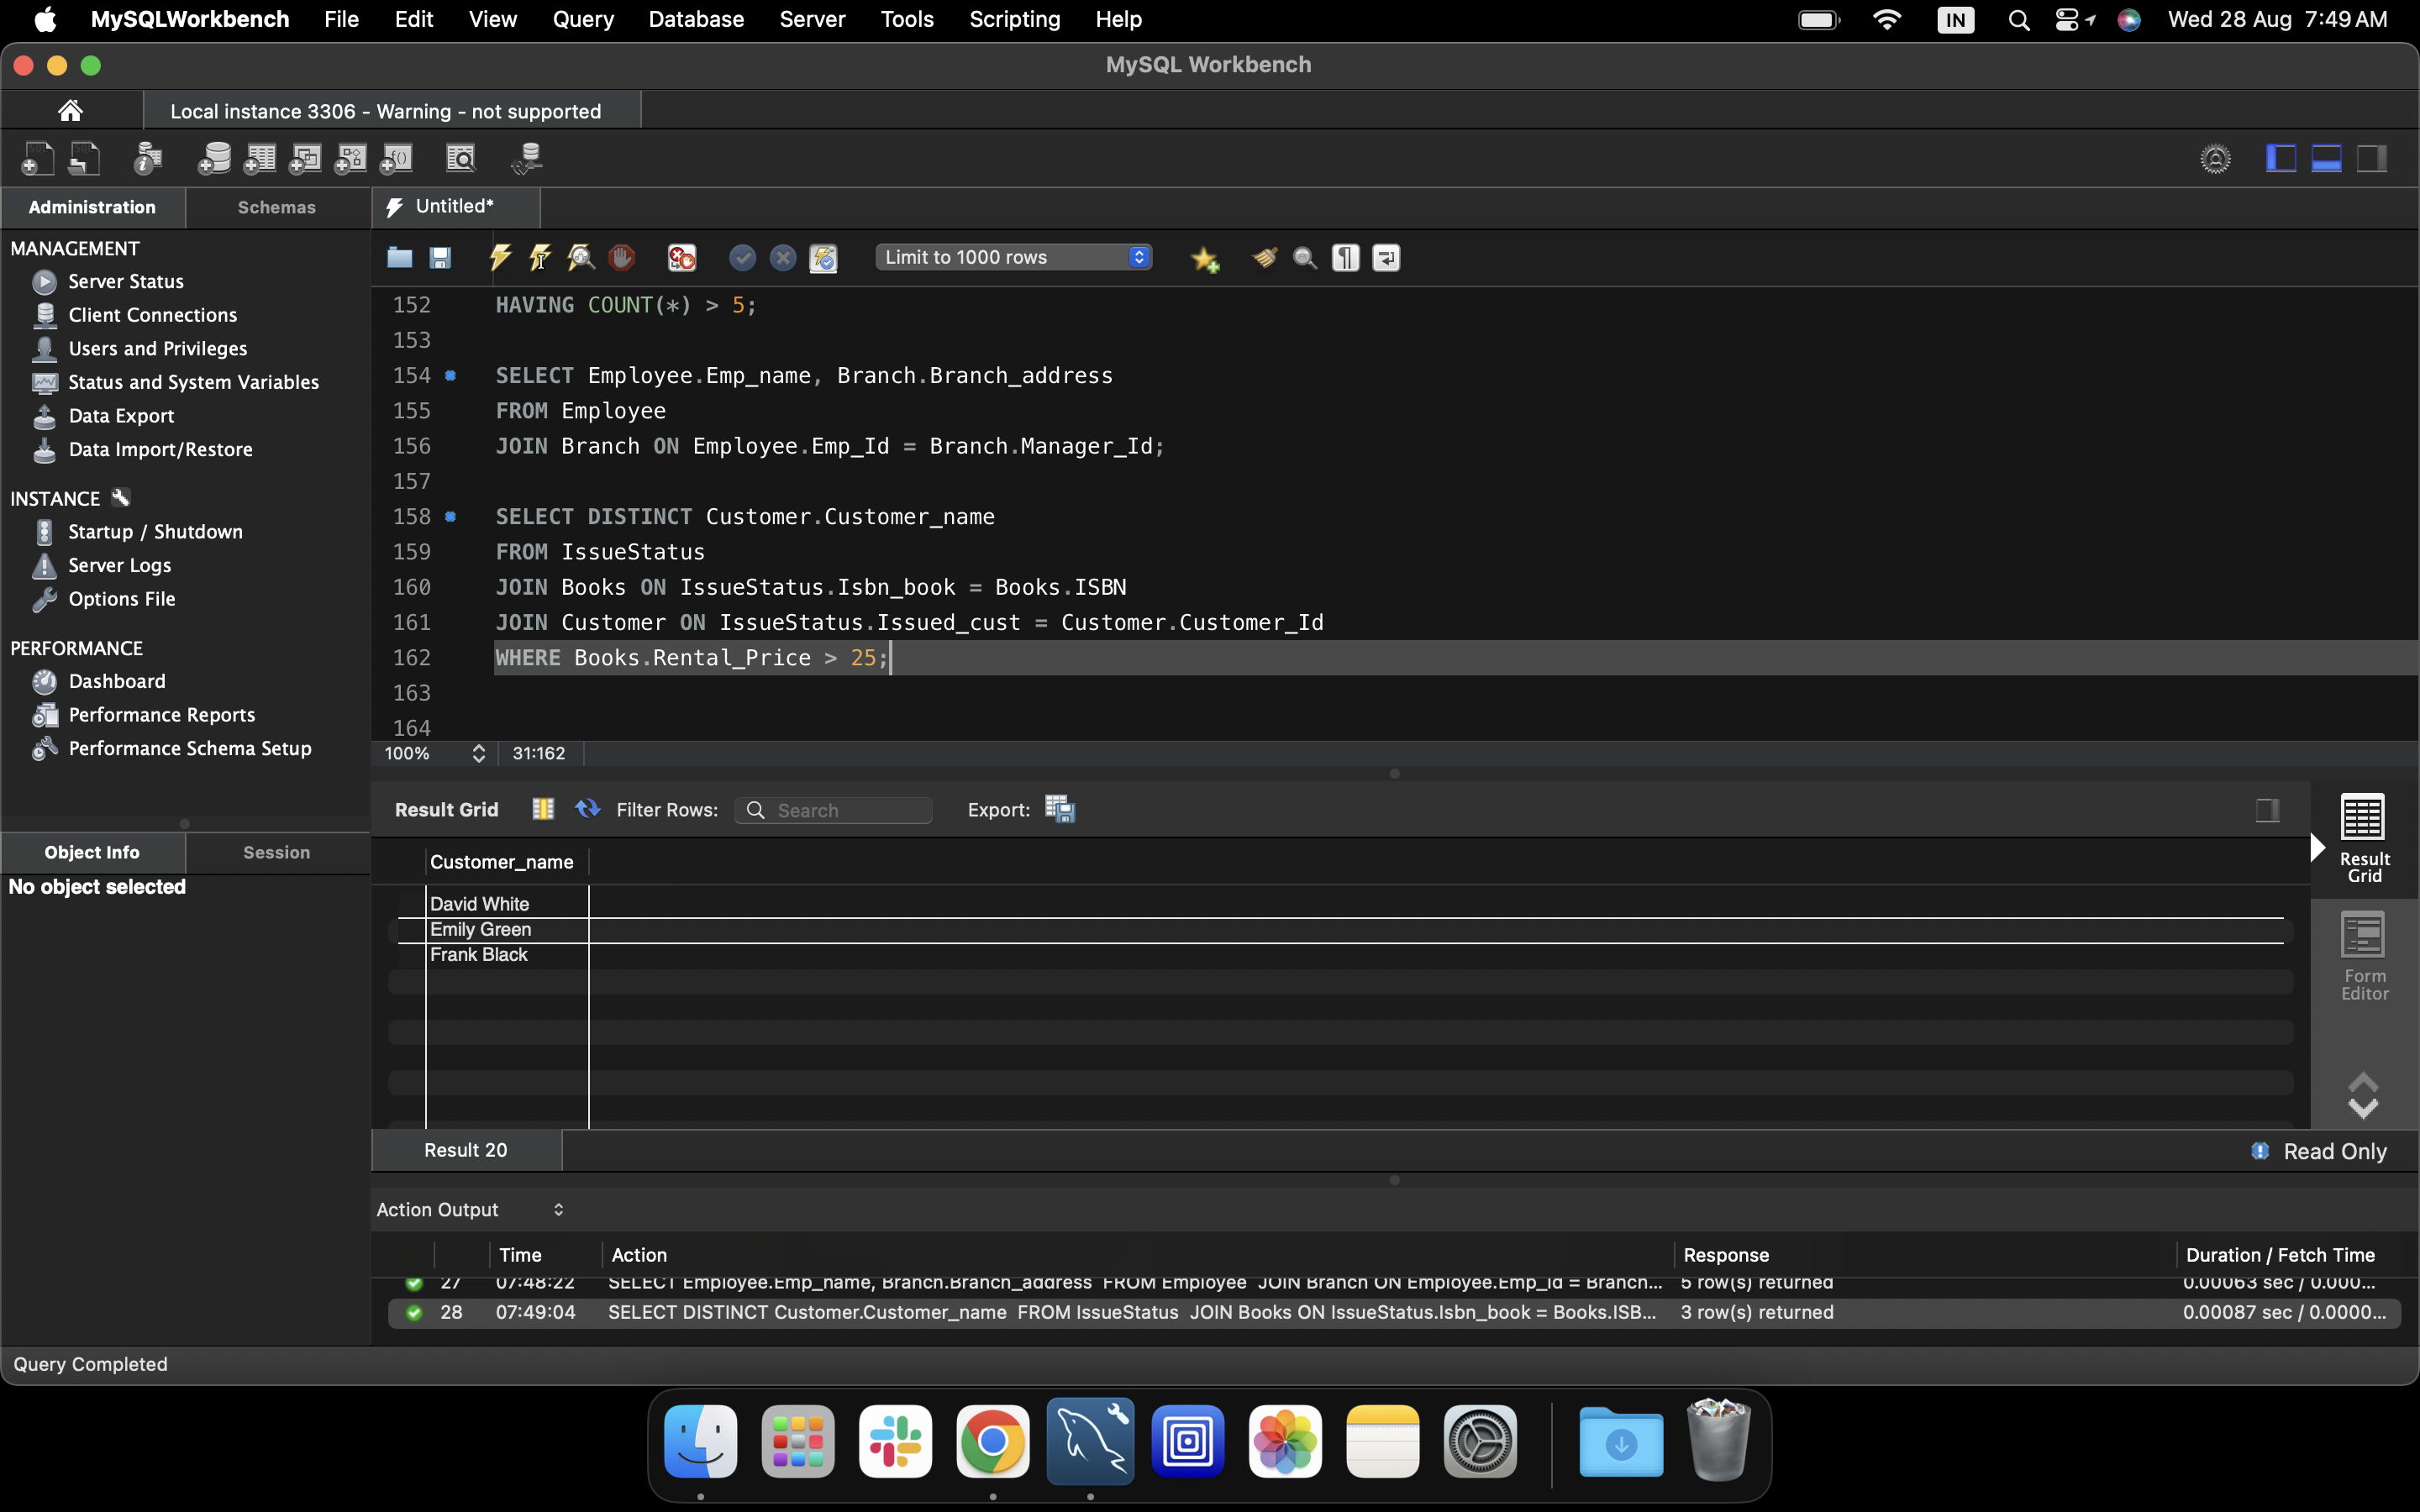 MySQLWorkbench File Edit View Query Database Server Tools Scripting Help IN Wed 28 Aug 7:49 AM
MySQL Workbench
Local instance 3306 - Warning - not supported
Administration Schemas
Untitled*
MANAGEMENT
Server Status
Client Connections
Users and Privileges
Status and System Variables
Data Export
Data Import/Restore
INSTANCE
Startup / Shutdown
Server Logs
Options File
PERFORMANCE
Dashboard
Performance Reports
Performance Schema Setup
Object Info Session
No object selected
Limit to 1000 rows
152 HAVING COUNT(*) > 5;
153
154 SELECT Employee.Emp_name, Branch.Branch_address
155 FROM Employee
156 JOIN Branch ON Employee.Emp_Id = Branch.Manager_Id;
157
158 SELECT DISTINCT Customer.Customer_name
159 FROM IssueStatus
160 JOIN Books ON IssueStatus.Isbn_book = Books.ISBN
161 JOIN Customer ON IssueStatus.Issued_cust = Customer.Customer_Id
162 WHERE Books.Rental_Price > 25;
163
164
100% 31:162
Result Grid Filter Rows: Search Export:
Customer_name
David White
Emily Green
Frank Black
Result
Grid
Form
Editor
Result 20 Read Only
Action Output
Time Action Response Duration / Fetch Time
27 07:48:22 SELECT Employee.Emp_name, Branch.Branch_address FROM Employee JOIN Branch ON Employee.Emp_Id = Branch... 5 row(s) returned 0.00063 sec / 0.000...
28 07:49:04 SELECT DISTINCT Customer.Customer_name FROM IssueStatus JOIN Books ON IssueStatus.Isbn_book = Books.ISB... 3 row(s) returned 0.00087 sec / 0.0000...
Query Completed